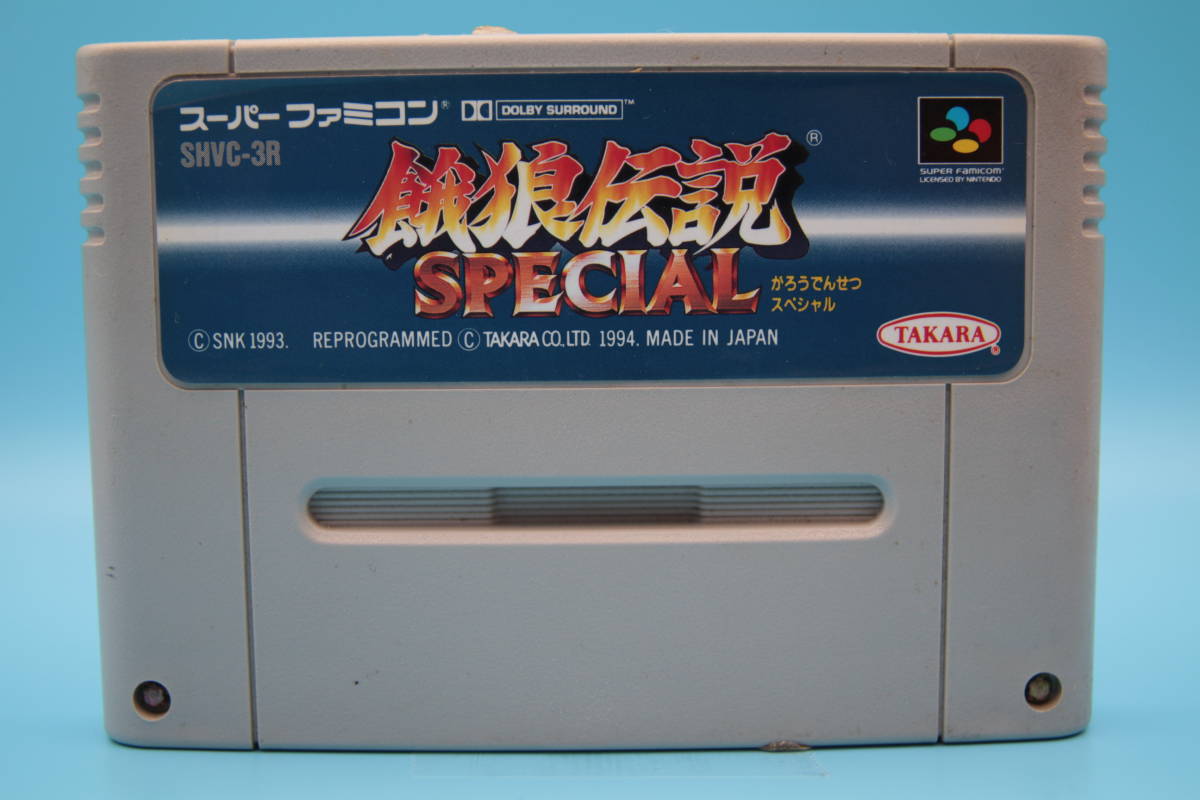 スーパーファミコン® DOLBY SURROUND™
SHVC-3R
餓狼伝説®
SPECIAL
がろうでんせつ
スペシャル
SUPER FAMICOM®
LICENSED BY NINTENDO
© SNK 1993. REPROGRAMMED © TAKARA CO.,LTD. 1994. MADE IN JAPAN
TAKARA®